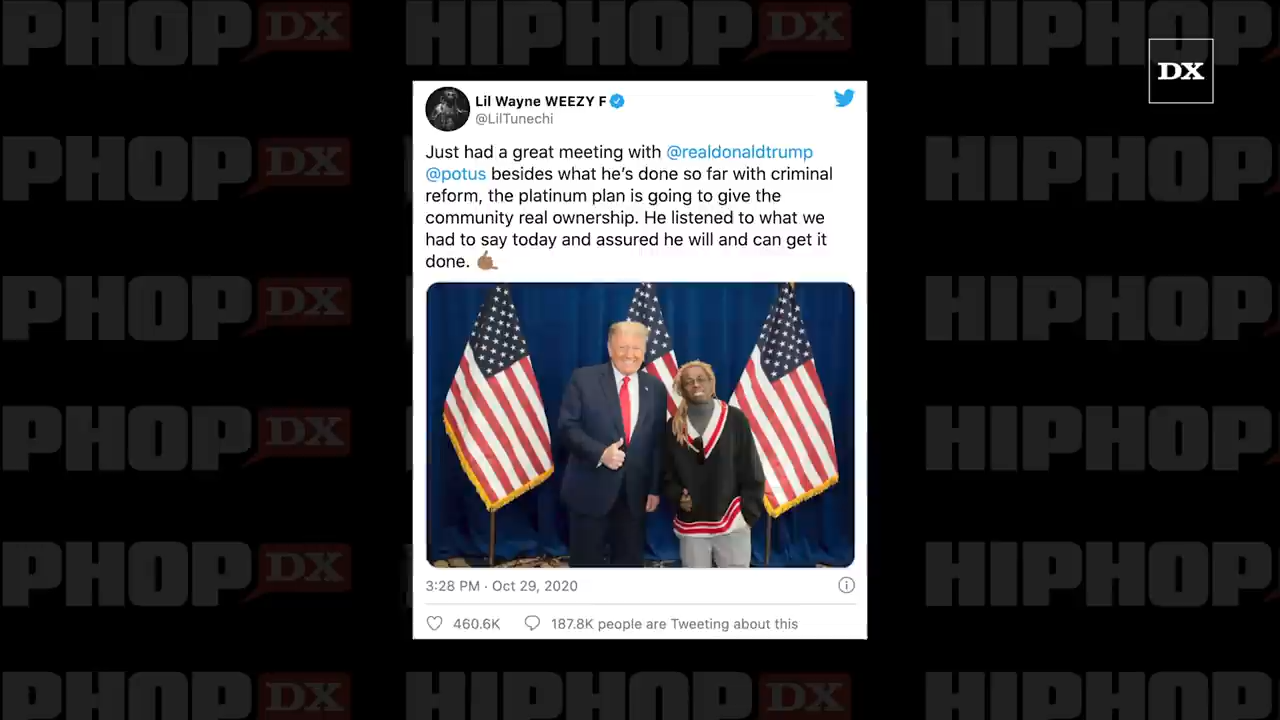 HIPHOP DX
DX
Lil Wayne WEEZY F
@LilTunechi
Just had a great meeting with @realdonaldtrump
@potus besides what he's done so far with criminal
reform, the platinum plan is going to give the
community real ownership. He listened to what we
had to say today and assured he will and can get it
done. 🤙🏾
3:28 PM · Oct 29, 2020
460.6K
187.8K people are Tweeting about this